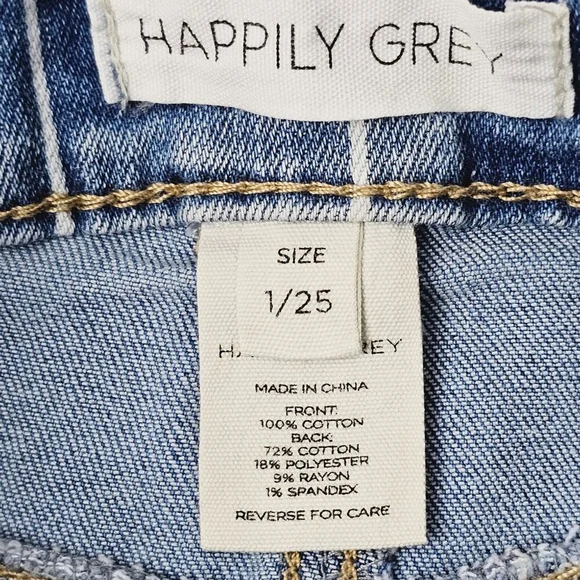 HAPPILY GREY
SIZE
1/25
H REY
MADE IN CHINA
FRONT:
100% COTTON
BACK:
72% COTTON
18% POLYESTER
9% RAYON
1% SPANDEX
REVERSE FOR CARE